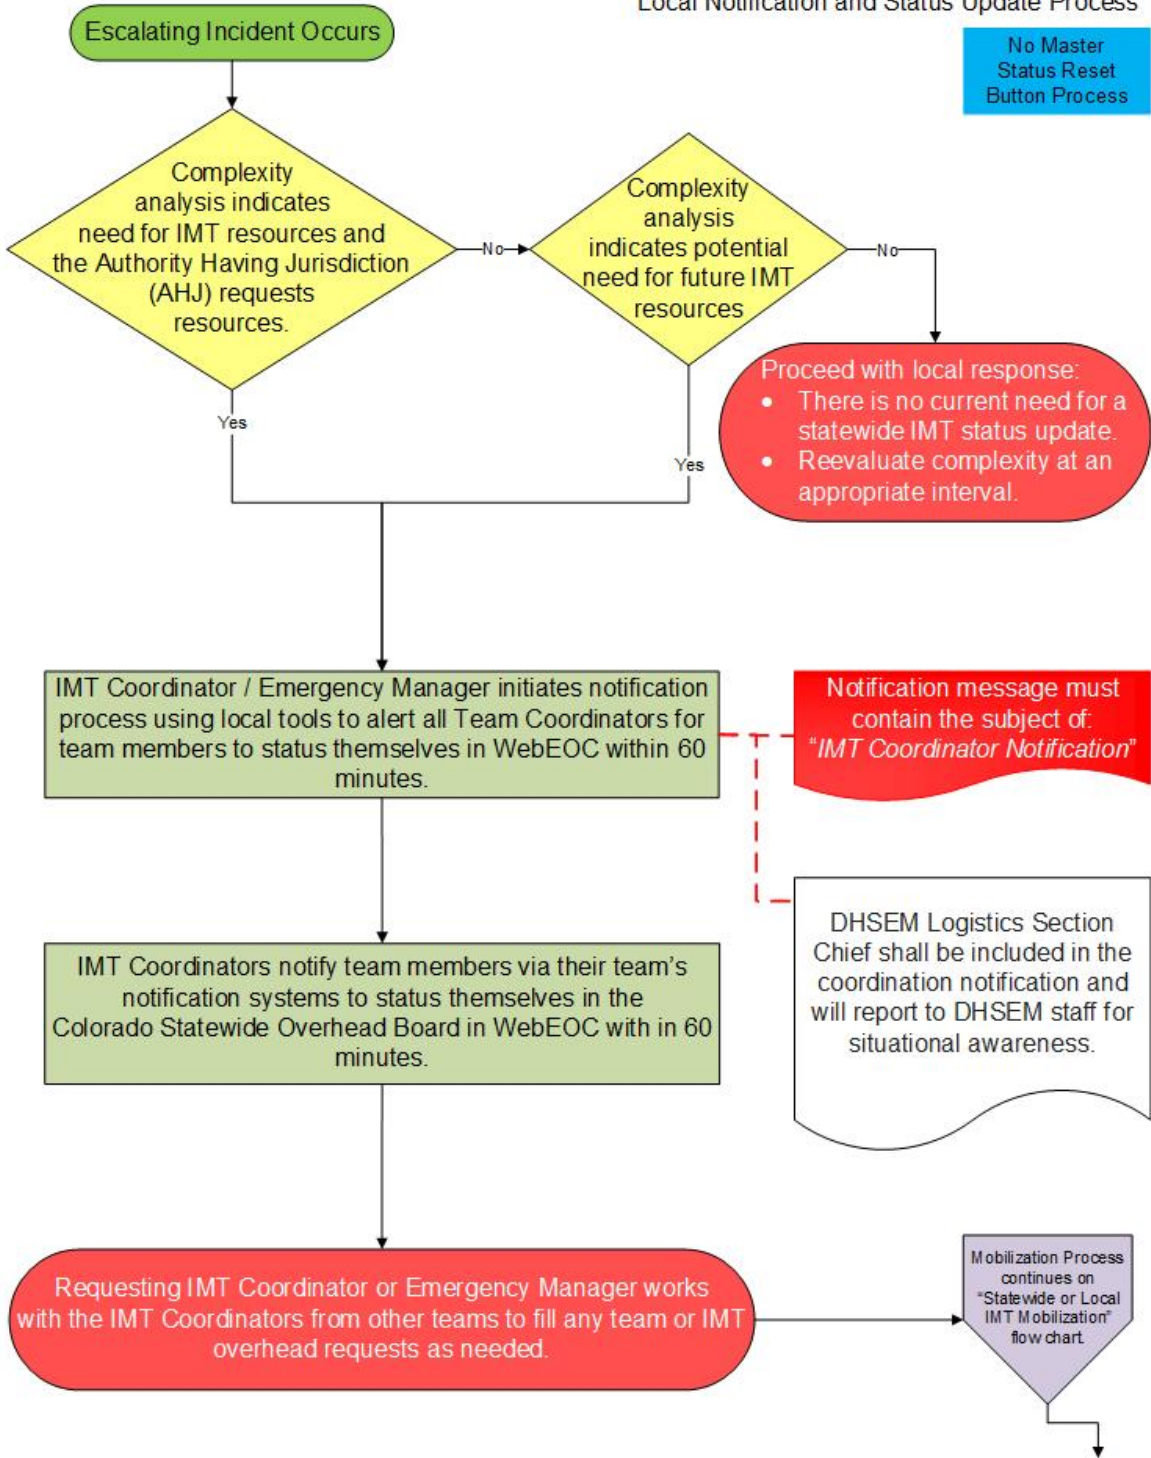 Local Notification and Status Update Process
Escalating Incident Occurs
No Master
Status Reset
Button Process
Complexity
analysis indicates
need for IMT resources and
the Authority Having Jurisdiction
(AHJ) requests
resources.
No
Complexity
analysis
indicates potential
need for future IMT
resources
No
Proceed with local response:
• There is no current need for a
statewide IMT status update.
• Reevaluate complexity at an
appropriate interval.
Yes
Yes
IMT Coordinator / Emergency Manager initiates notification
process using local tools to alert all Team Coordinators for
team members to status themselves in WebEOC within 60
minutes.
Notification message must
contain the subject of:
“IMT Coordinator Notification”
DHSEM Logistics Section
Chief shall be included in the
coordination notification and
will report to DHSEM staff for
situational awareness.
IMT Coordinators notify team members via their team’s
notification systems to status themselves in the
Colorado Statewide Overhead Board in WebEOC with in 60
minutes.
Requesting IMT Coordinator or Emergency Manager works
with the IMT Coordinators from other teams to fill any team or IMT
overhead requests as needed.
Mobilization Process
continues on
“Statewide or Local
IMT Mobilization”
flow chart.